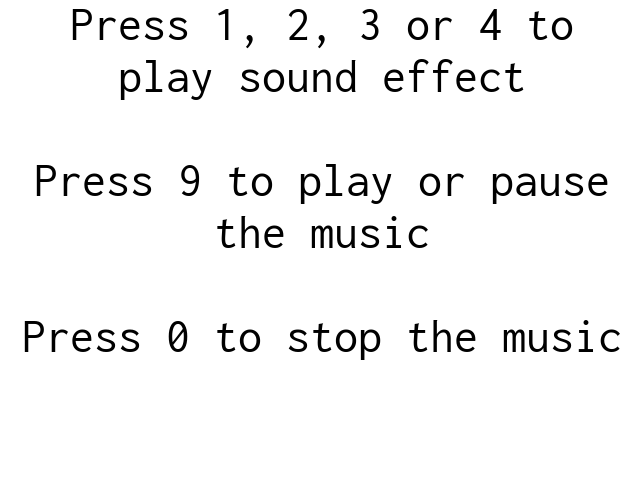 Press 1, 2, 3 or 4 to
play sound effect
Press 9 to play or pause
the music
Press 0 to stop the music